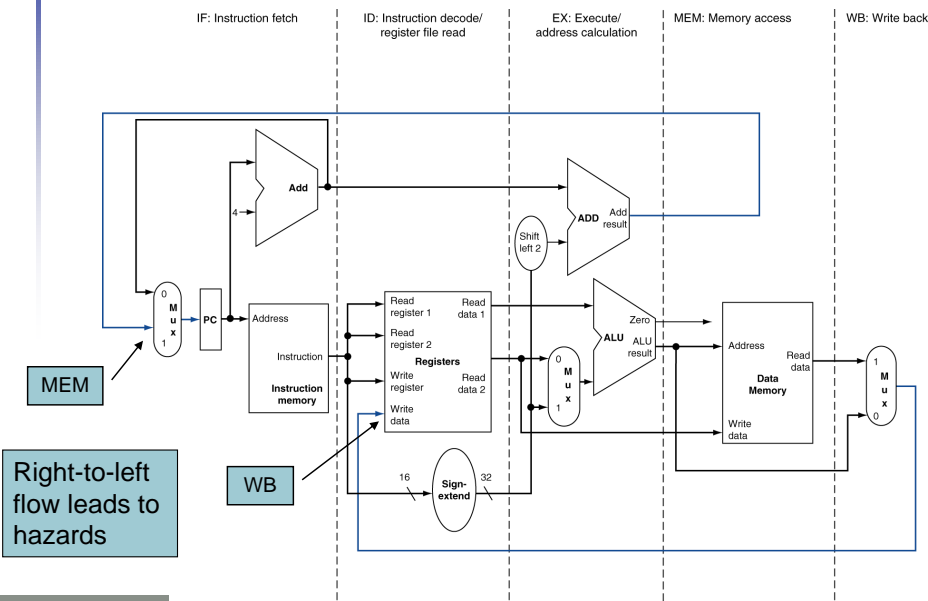 IF: Instruction fetch
ID: Instruction decode/
register file read
EX: Execute/
address calculation
MEM: Memory access
WB: Write back
Add
4
ADD
Add
result
Shift
left 2
0
M
u
x
1
PC
Address
Instruction
Instruction
memory
Read
register 1
Read
data 1
Read
register 2
Registers
Write
register
Read
data 2
Write
data
0
M
u
x
1
Zero
ALU
ALU
result
Address
Read
data
Data
Memory
Write
data
1
M
u
x
0
MEM
WB
16
Sign-
extend
32
Right-to-left
flow leads to
hazards